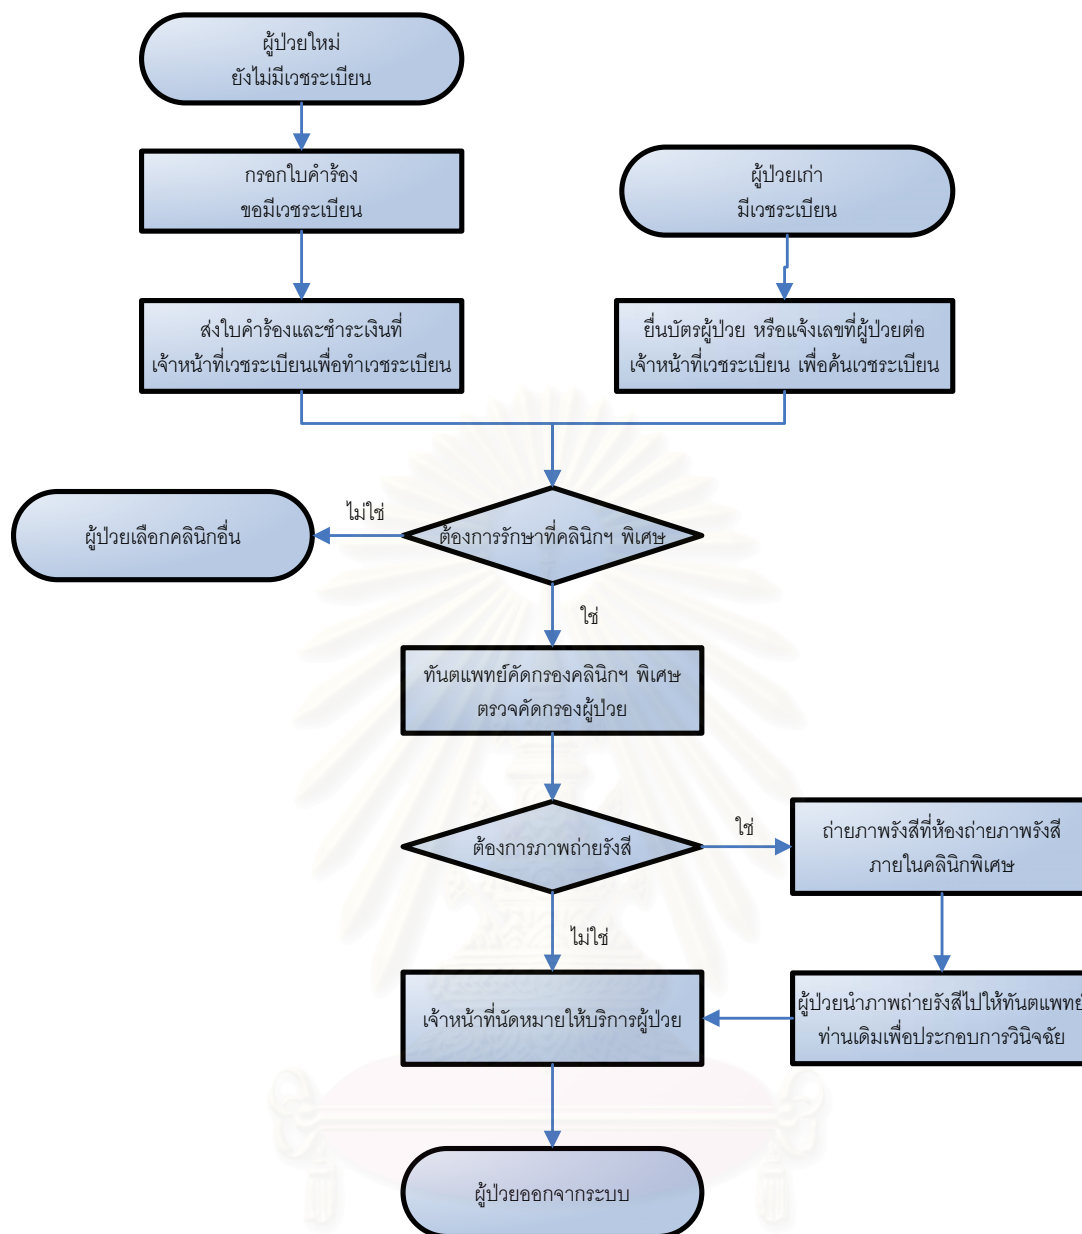 ผู้ป่วยใหม่
ยังไม่มีเวชระเบียน
กรอกใบคำร้อง
ขอมีเวชระเบียน
ผู้ป่วยเก่า
มีเวชระเบียน
ส่งใบคำร้องและชำระเงินที่
เจ้าหน้าที่เวชระเบียนเพื่อทำเวชระเบียน
ยื่นบัตรผู้ป่วย หรือแจ้งเลขที่ผู้ป่วยต่อ
เจ้าหน้าที่เวชระเบียน เพื่อค้นเวชระเบียน
ผู้ป่วยเลือกคลินิกอื่น
ไม่ใช่
ต้องการรักษาที่คลินิกฯ พิเศษ
ใช่
ทันตแพทย์คัดกรองคลินิกฯ พิเศษ
ตรวจคัดกรองผู้ป่วย
ต้องการภาพถ่ายรังสี
ใช่
ถ่ายภาพรังสีที่ห้องถ่ายภาพรังสี
ภายในคลินิกพิเศษ
ไม่ใช่
เจ้าหน้าที่นัดหมายให้บริการผู้ป่วย
ผู้ป่วยนำภาพถ่ายรังสีไปให้ทันตแพทย์
ท่านเดิมเพื่อประกอบการวินิจฉัย
ผู้ป่วยออกจากระบบ